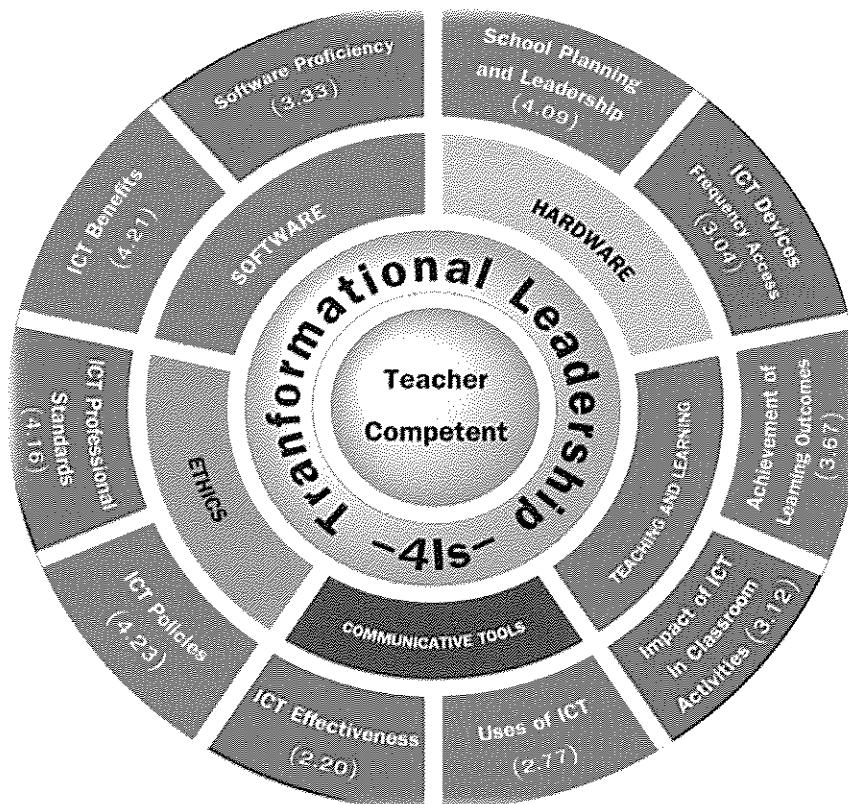 Software Proficiency
(3.33)
School Planning
and Leadership
(4.09)
ICT Benefits
(4.21)
SOFTWARE
HARDWARE
ICT Devices
Frequency Access
(3.04)
Tranformational Leadership
-4Is-
Teacher
Competent
ICT Professional
Standards
(4.16)
ETHICS
TEACHING AND LEARNING
Achievement of
Learning Outcomes
(3.67)
ICT Policies
(4.23)
COMMUNICATIVE TOOLS
Impact of ICT
In Classroom
Activities (3.12)
ICT Effectiveness
(2.20)
Uses of ICT
(2.77)